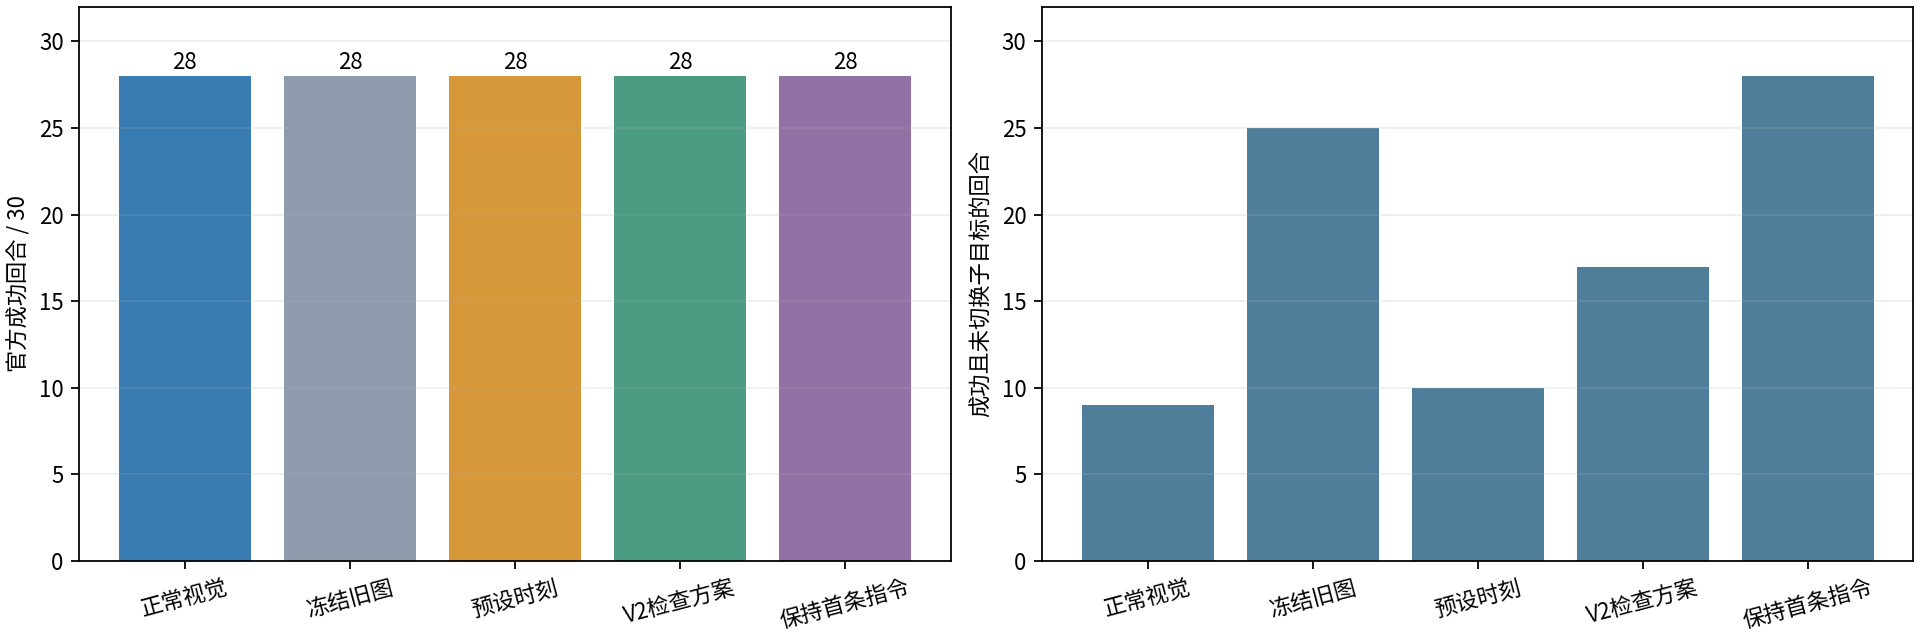 官方成功回合 / 30
30
25
20
15
10
5
0
28
28
28
28
28
正常视觉
冻结旧图
预设时刻
V2检查方案
保持首条指令
成功且未切换子目标的回合
30
25
20
15
10
5
0
正常视觉
冻结旧图
预设时刻
V2检查方案
保持首条指令